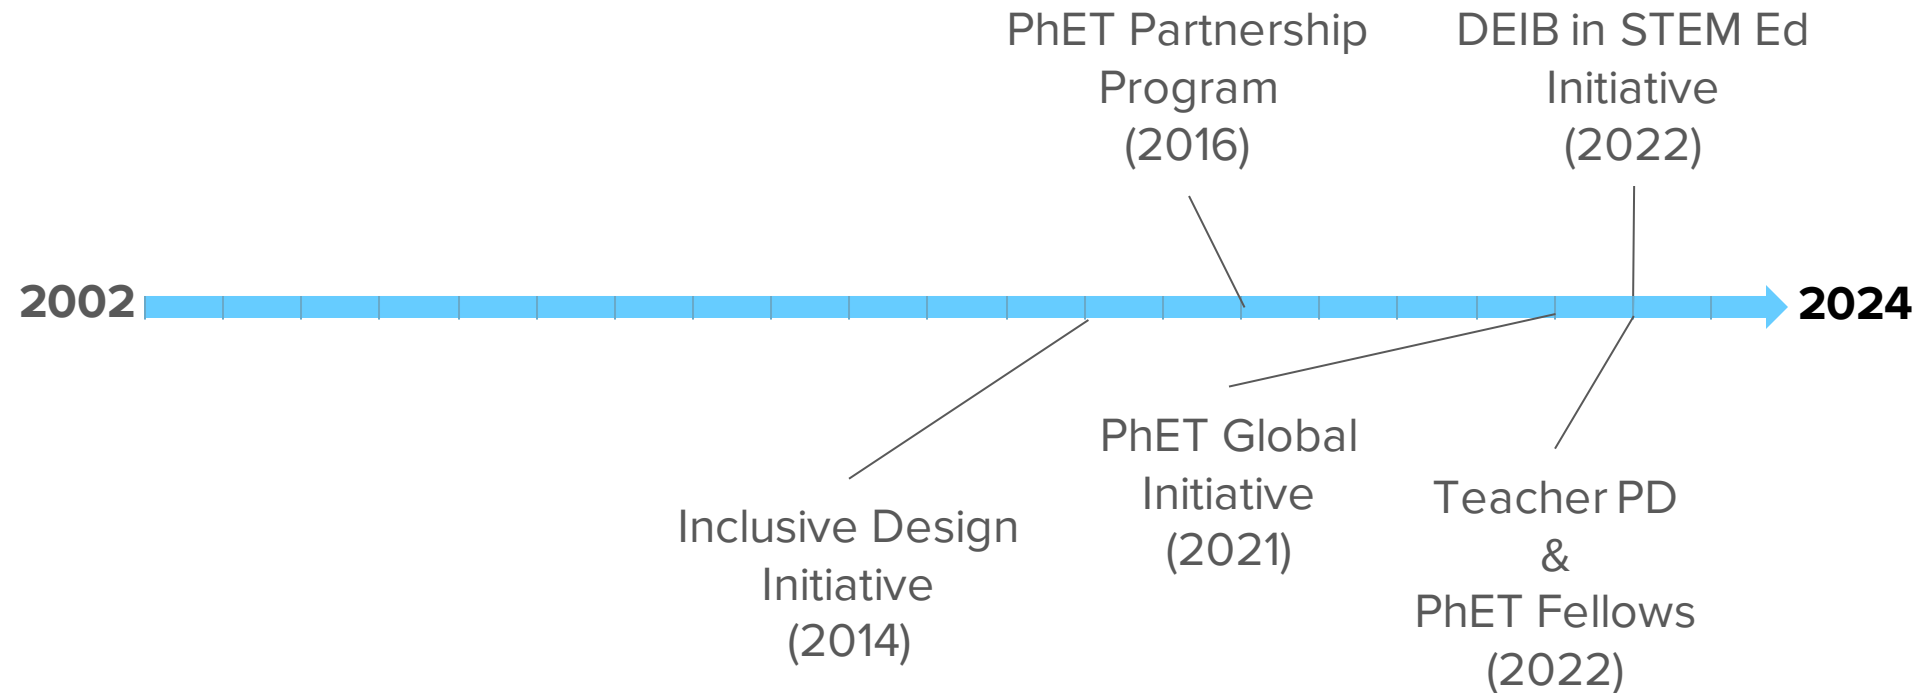 PhET Partnership
Program
(2016)
DEIB in STEM Ed
Initiative
(2022)
2002
2024
Inclusive Design
Initiative
(2014)
PhET Global
Initiative
(2021)
Teacher PD
&
PhET Fellows
(2022)